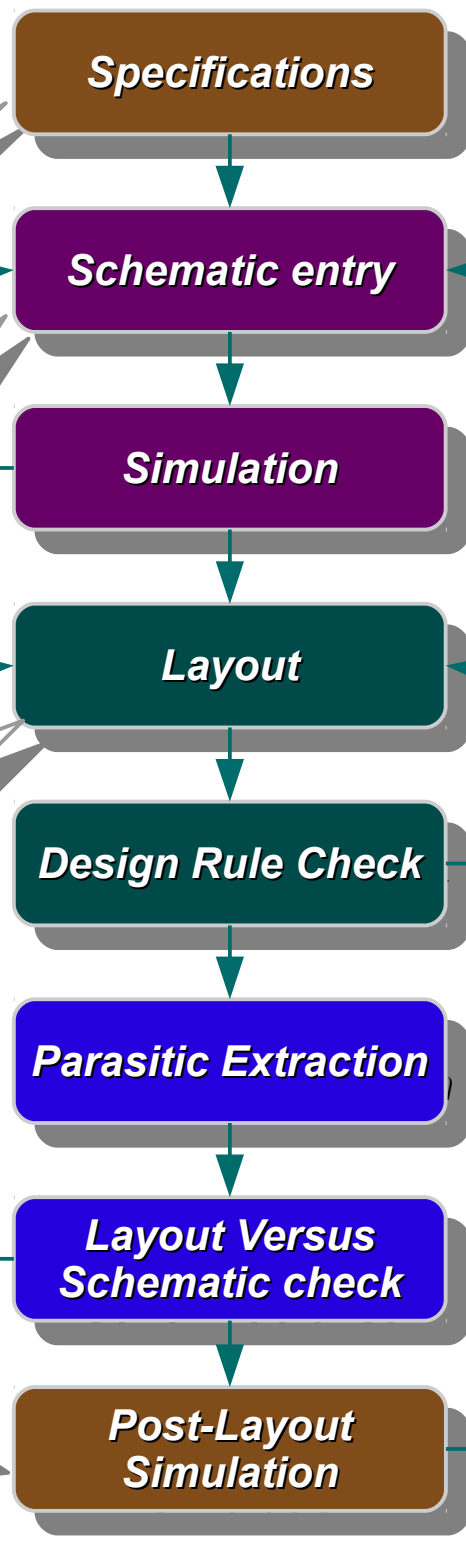 Specifications
Schematic entry
Simulation
Layout
Design Rule Check
Parasitic Extraction
Layout Versus
Schematic check
Post-Layout
Simulation